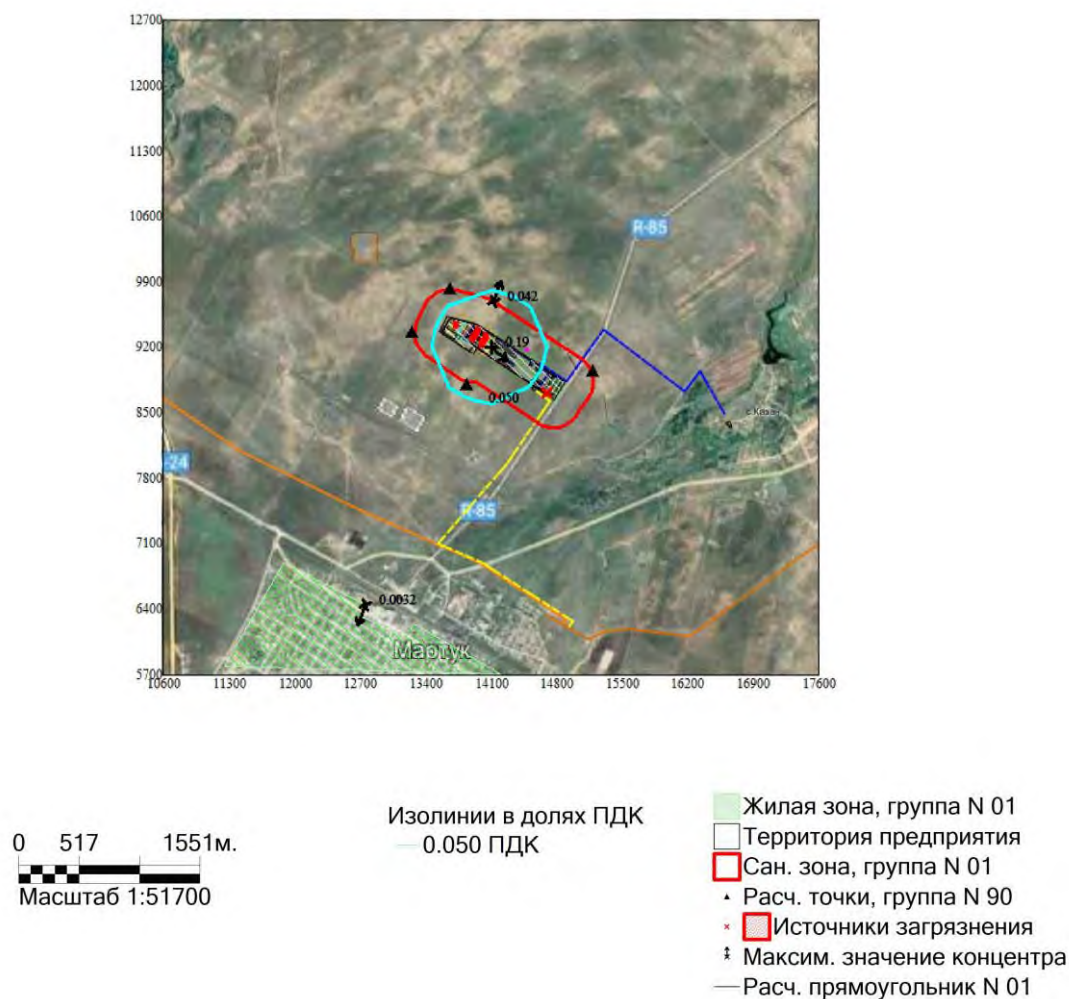 12700
12000
11300
10600
9900
9200
8500
7800
7100
6400
5700
R-85
0.042
0.19
0.050
с. Казан
-24
R-85
0.0032
Мартук
10600 11300 12000 12700 13400 14100 14800 15500 16200 16900 17600
0 517 1551м.
Масштаб 1:51700
Изолинии в долях ПДК
0.050 ПДК
Жилая зона, группа N 01
Территория предприятия
Сан. зона, группа N 01
Расч. точки, группа N 90
Источники загрязнения
Максим. значение концентра
Расч. прямоугольник N 01